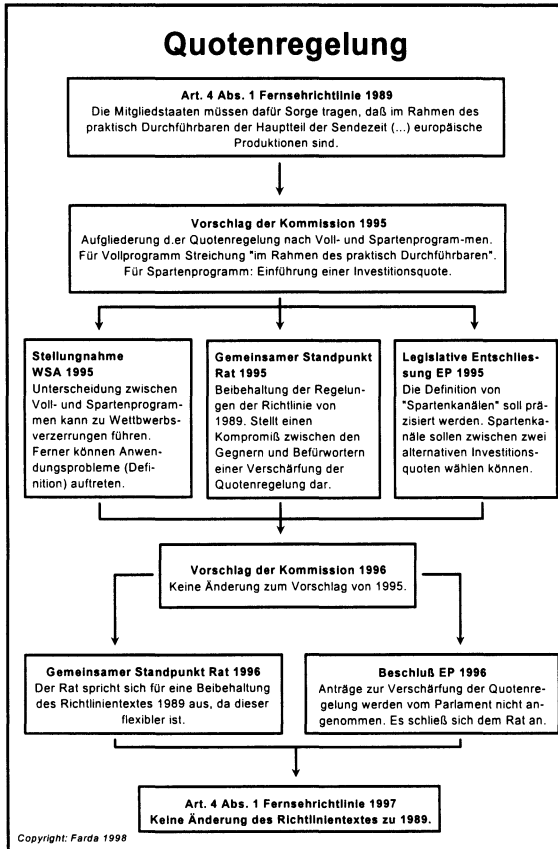 Quotenregelung
Art. 4 Abs. 1 Fernsehrichtlinie 1989
Die Mitgliedstaaten müssen dafür Sorge tragen, daß im Rahmen des
praktisch Durchführbaren der Hauptteil der Sendezeit (...) europäische
Produktionen sind.
Vorschlag der Kommission 1995
Aufgliederung d.er Quotenregelung nach Voll- und Spartenprogram-men.
Für Vollprogramm Streichung "im Rahmen des praktisch Durchführbaren".
Für Spartenprogramm: Einführung einer Investitionsquote.
Stellungnahme
WSA 1995
Unterscheidung zwischen
Voll- und Spartenprogram-
men kann zu Wettbwerbs-
verzerrungen führen.
Ferner können Anwen-
dungsprobleme (Defi-
nition) auftreten.
Gemeinsamer Standpunkt
Rat 1995
Beibehaltung der Regelun-
gen der Richtlinie von
1989. Stellt einen
Kompromiß zwischen den
Gegnern und Befürwortern
einer Verschärfung der
Quotenregelung dar.
Legislative Entschlies-
sung EP 1995
Die Definition von
"Spartenkanälen" soll prä-
zisiert werden. Spartenka-
näle sollen zwischen zwei
alternativen Investitions-
quoten wählen können.
Vorschlag der Kommission 1996
Keine Änderung zum Vorschlag von 1995.
Gemeinsamer Standpunkt Rat 1996
Der Rat spricht sich für eine Beibehaltung
des Richtlinientextes 1989 aus, da dieser
flexibler ist.
Beschluß EP 1996
Anträge zur Verschärfung der Quotenre-
gelung werden vom Parlament nicht an-
genommen. Es schließ sich dem Rat an.
Art. 4 Abs. 1 Fernsehrichtlinie 1997
Keine Änderung des Richtlinientextes zu 1989.
Copyright: Farda 1998